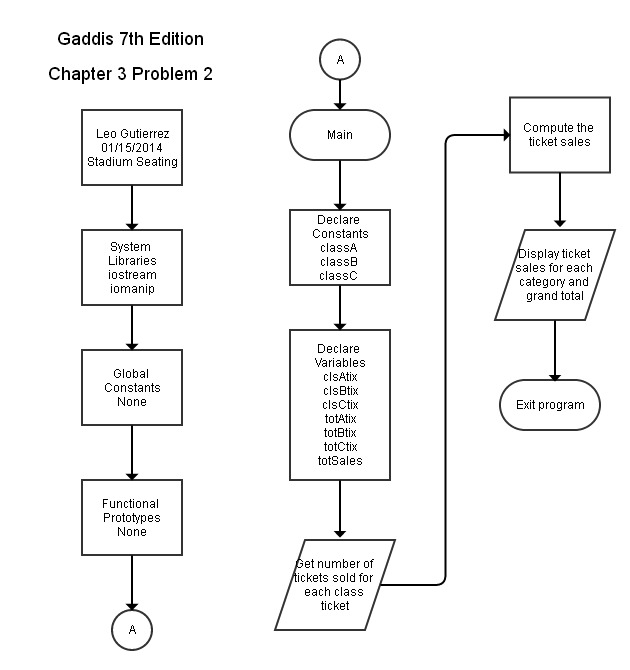 Gaddis 7th Edition
Chapter 3 Problem 2
Leo Gutierrez
01/15/2014
Stadium Seating
System
Libraries
iostream
iomanip
Global
Constants
None
Functional
Prototypes
None
A
A
Main
Declare
Constants
classA
classB
classC
Declare
Variables
clsAtix
clsBtix
clsCtix
totAtix
totBtix
totCtix
totSales
Get number of
tickets sold for
each class
ticket
Compute the
ticket sales
Display ticket
sales for each
category and
grand total
Exit program